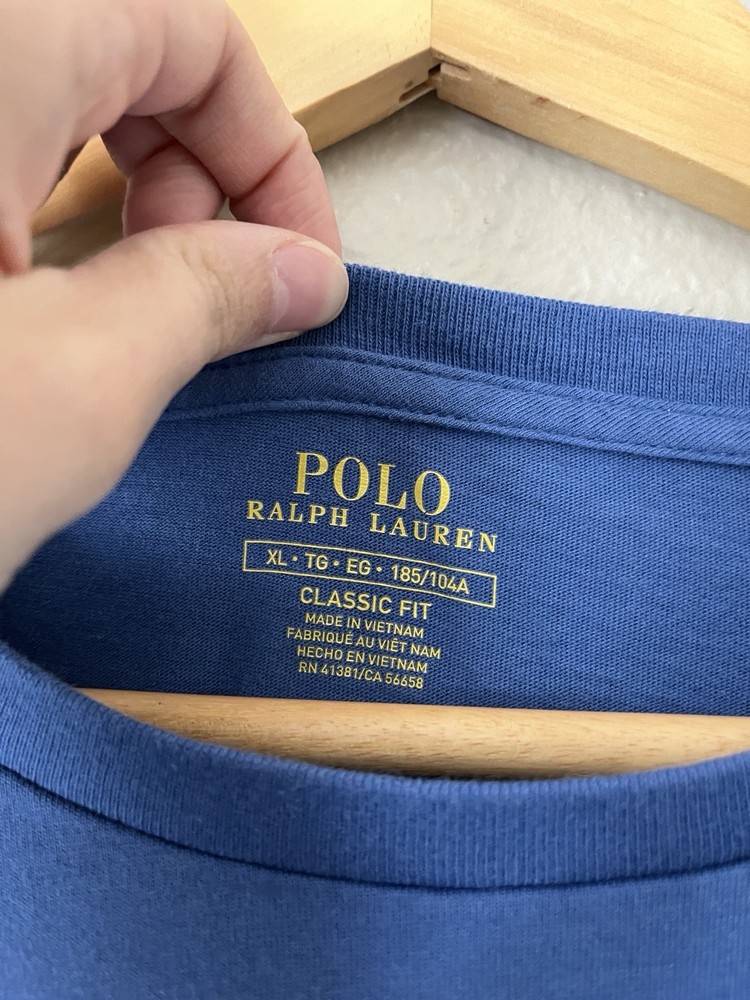 POLO
RALPH LAUREN
XL • TG • EG • 185/104A
CLASSIC FIT
MADE IN VIETNAM
FABRIQUÉ AU VIÊT NAM
HECHO EN VIETNAM
RN 41381/CA 56658